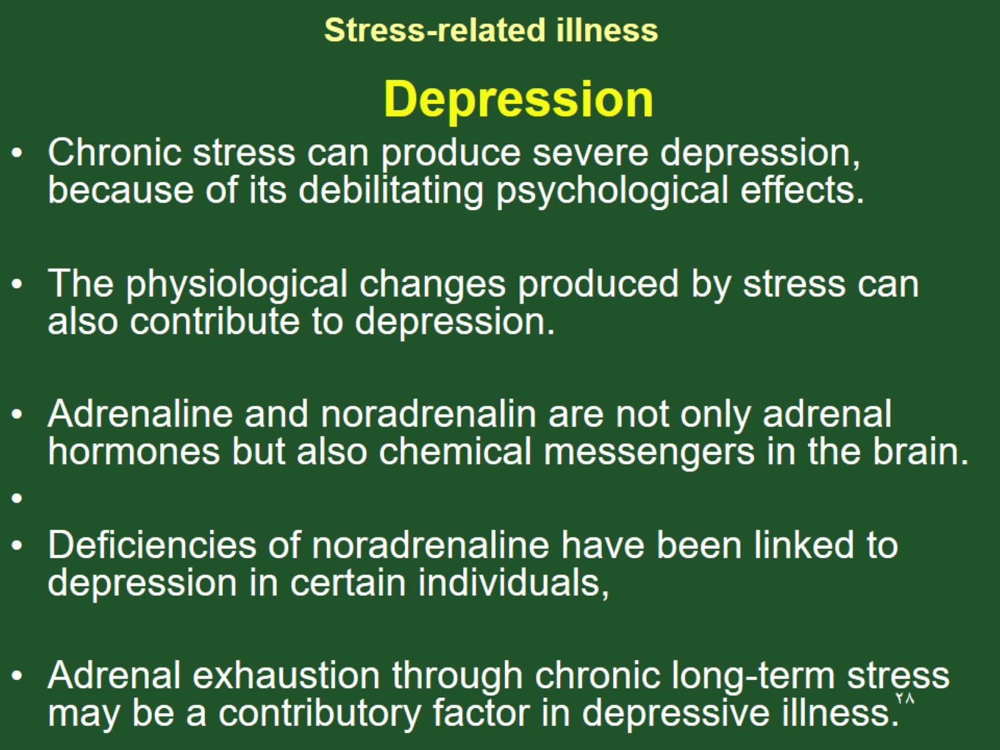 Stress-related illness
Depression
• Chronic stress can produce severe depression,
because of its debilitating psychological effects.
• The physiological changes produced by stress can
also contribute to depression.
• Adrenaline and noradrenalin are not only adrenal
hormones but also chemical messengers in the brain.
•
• Deficiencies of noradrenaline have been linked to
depression in certain individuals,
• Adrenal exhaustion through chronic long-term stress
may be a contributory factor in depressive illness.
٢٨